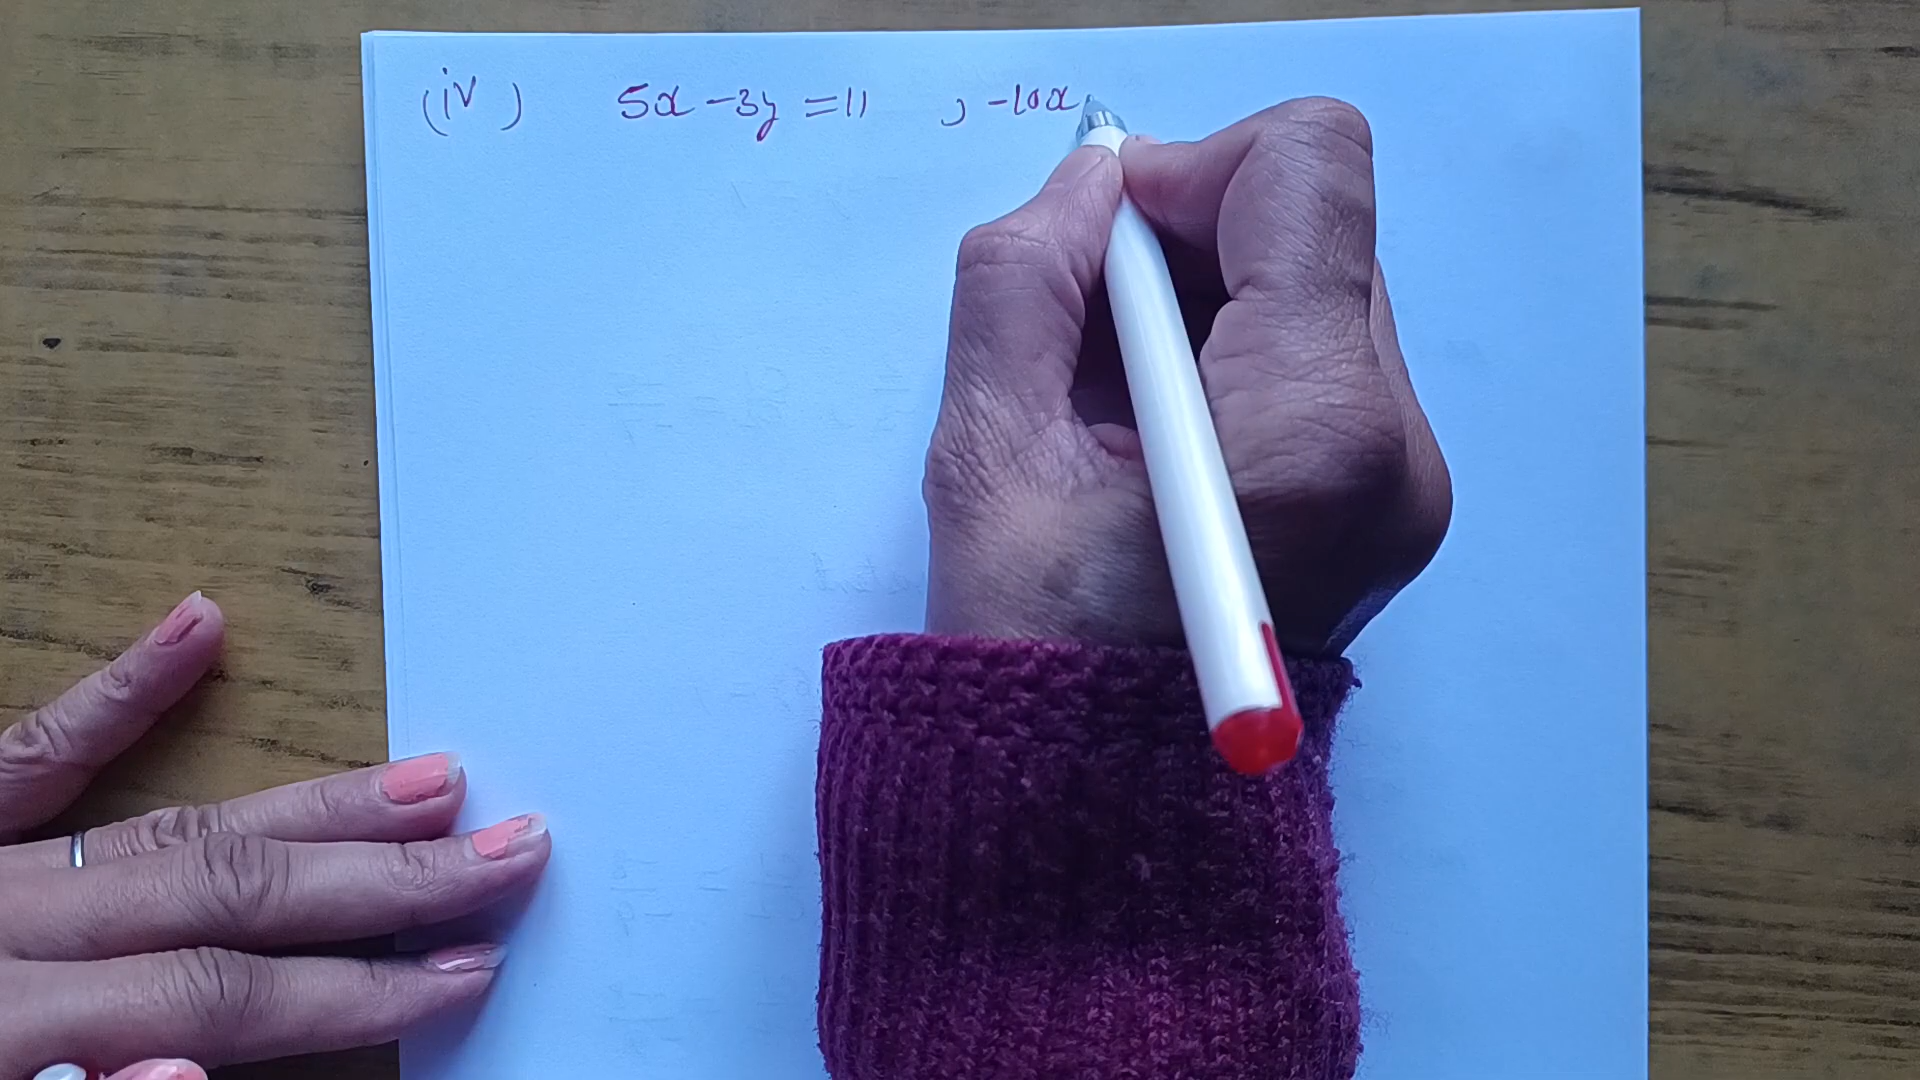 (iv) 5x - 3y = 11 , -10x